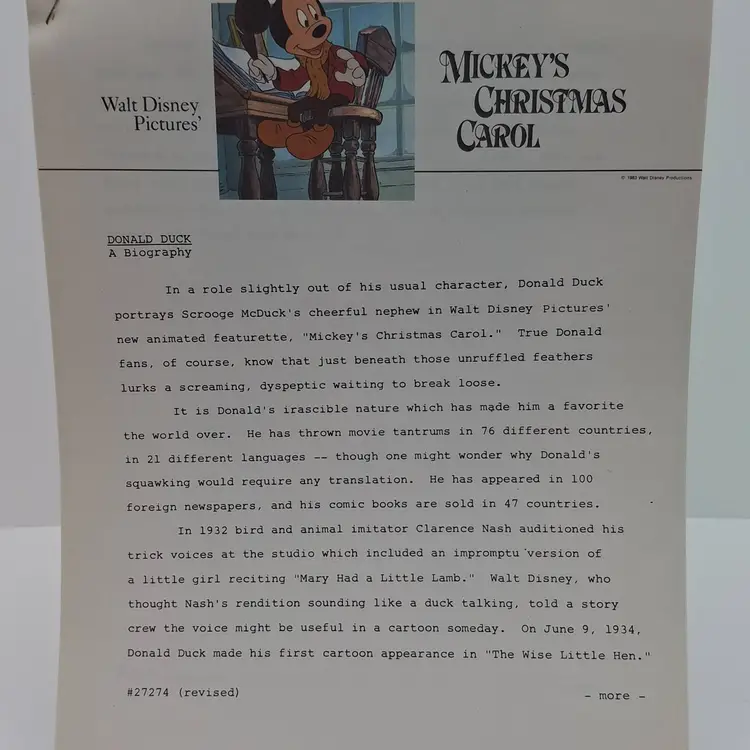 Walt Disney
Pictures'
MICKEY'S
CHRISTMAS
CAROL
© 1983 Walt Disney Productions
DONALD DUCK
A Biography
In a role slightly out of his usual character, Donald Duck
portrays Scrooge McDuck's cheerful nephew in Walt Disney Pictures'
new animated featurette, "Mickey's Christmas Carol." True Donald
fans, of course, know that just beneath those unruffled feathers
lurks a screaming, dyspeptic waiting to break loose.
It is Donald's irascible nature which has made him a favorite
the world over. He has thrown movie tantrums in 76 different countries,
in 21 different languages -- though one might wonder why Donald's
squawking would require any translation. He has appeared in 100
foreign newspapers, and his comic books are sold in 47 countries.
In 1932 bird and animal imitator Clarence Nash auditioned his
trick voices at the studio which included an impromptu version of
a little girl reciting "Mary Had a Little Lamb." Walt Disney, who
thought Nash's rendition sounding like a duck talking, told a story
crew the voice might be useful in a cartoon someday. On June 9, 1934,
Donald Duck made his first cartoon appearance in "The Wise Little Hen."
#27274 (revised)
- more -